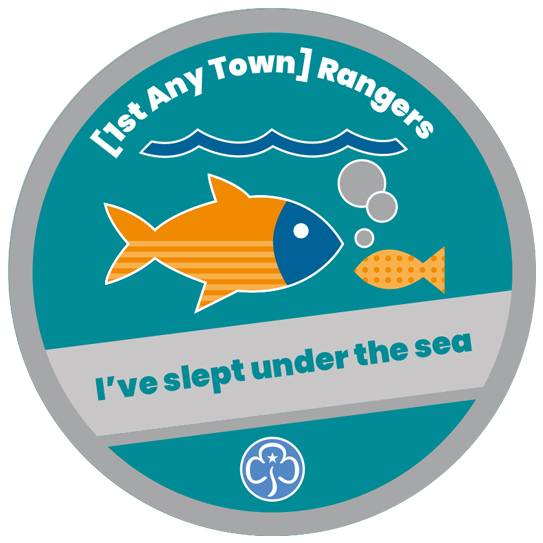 [1st Any Town] Rangers
I've slept under the sea